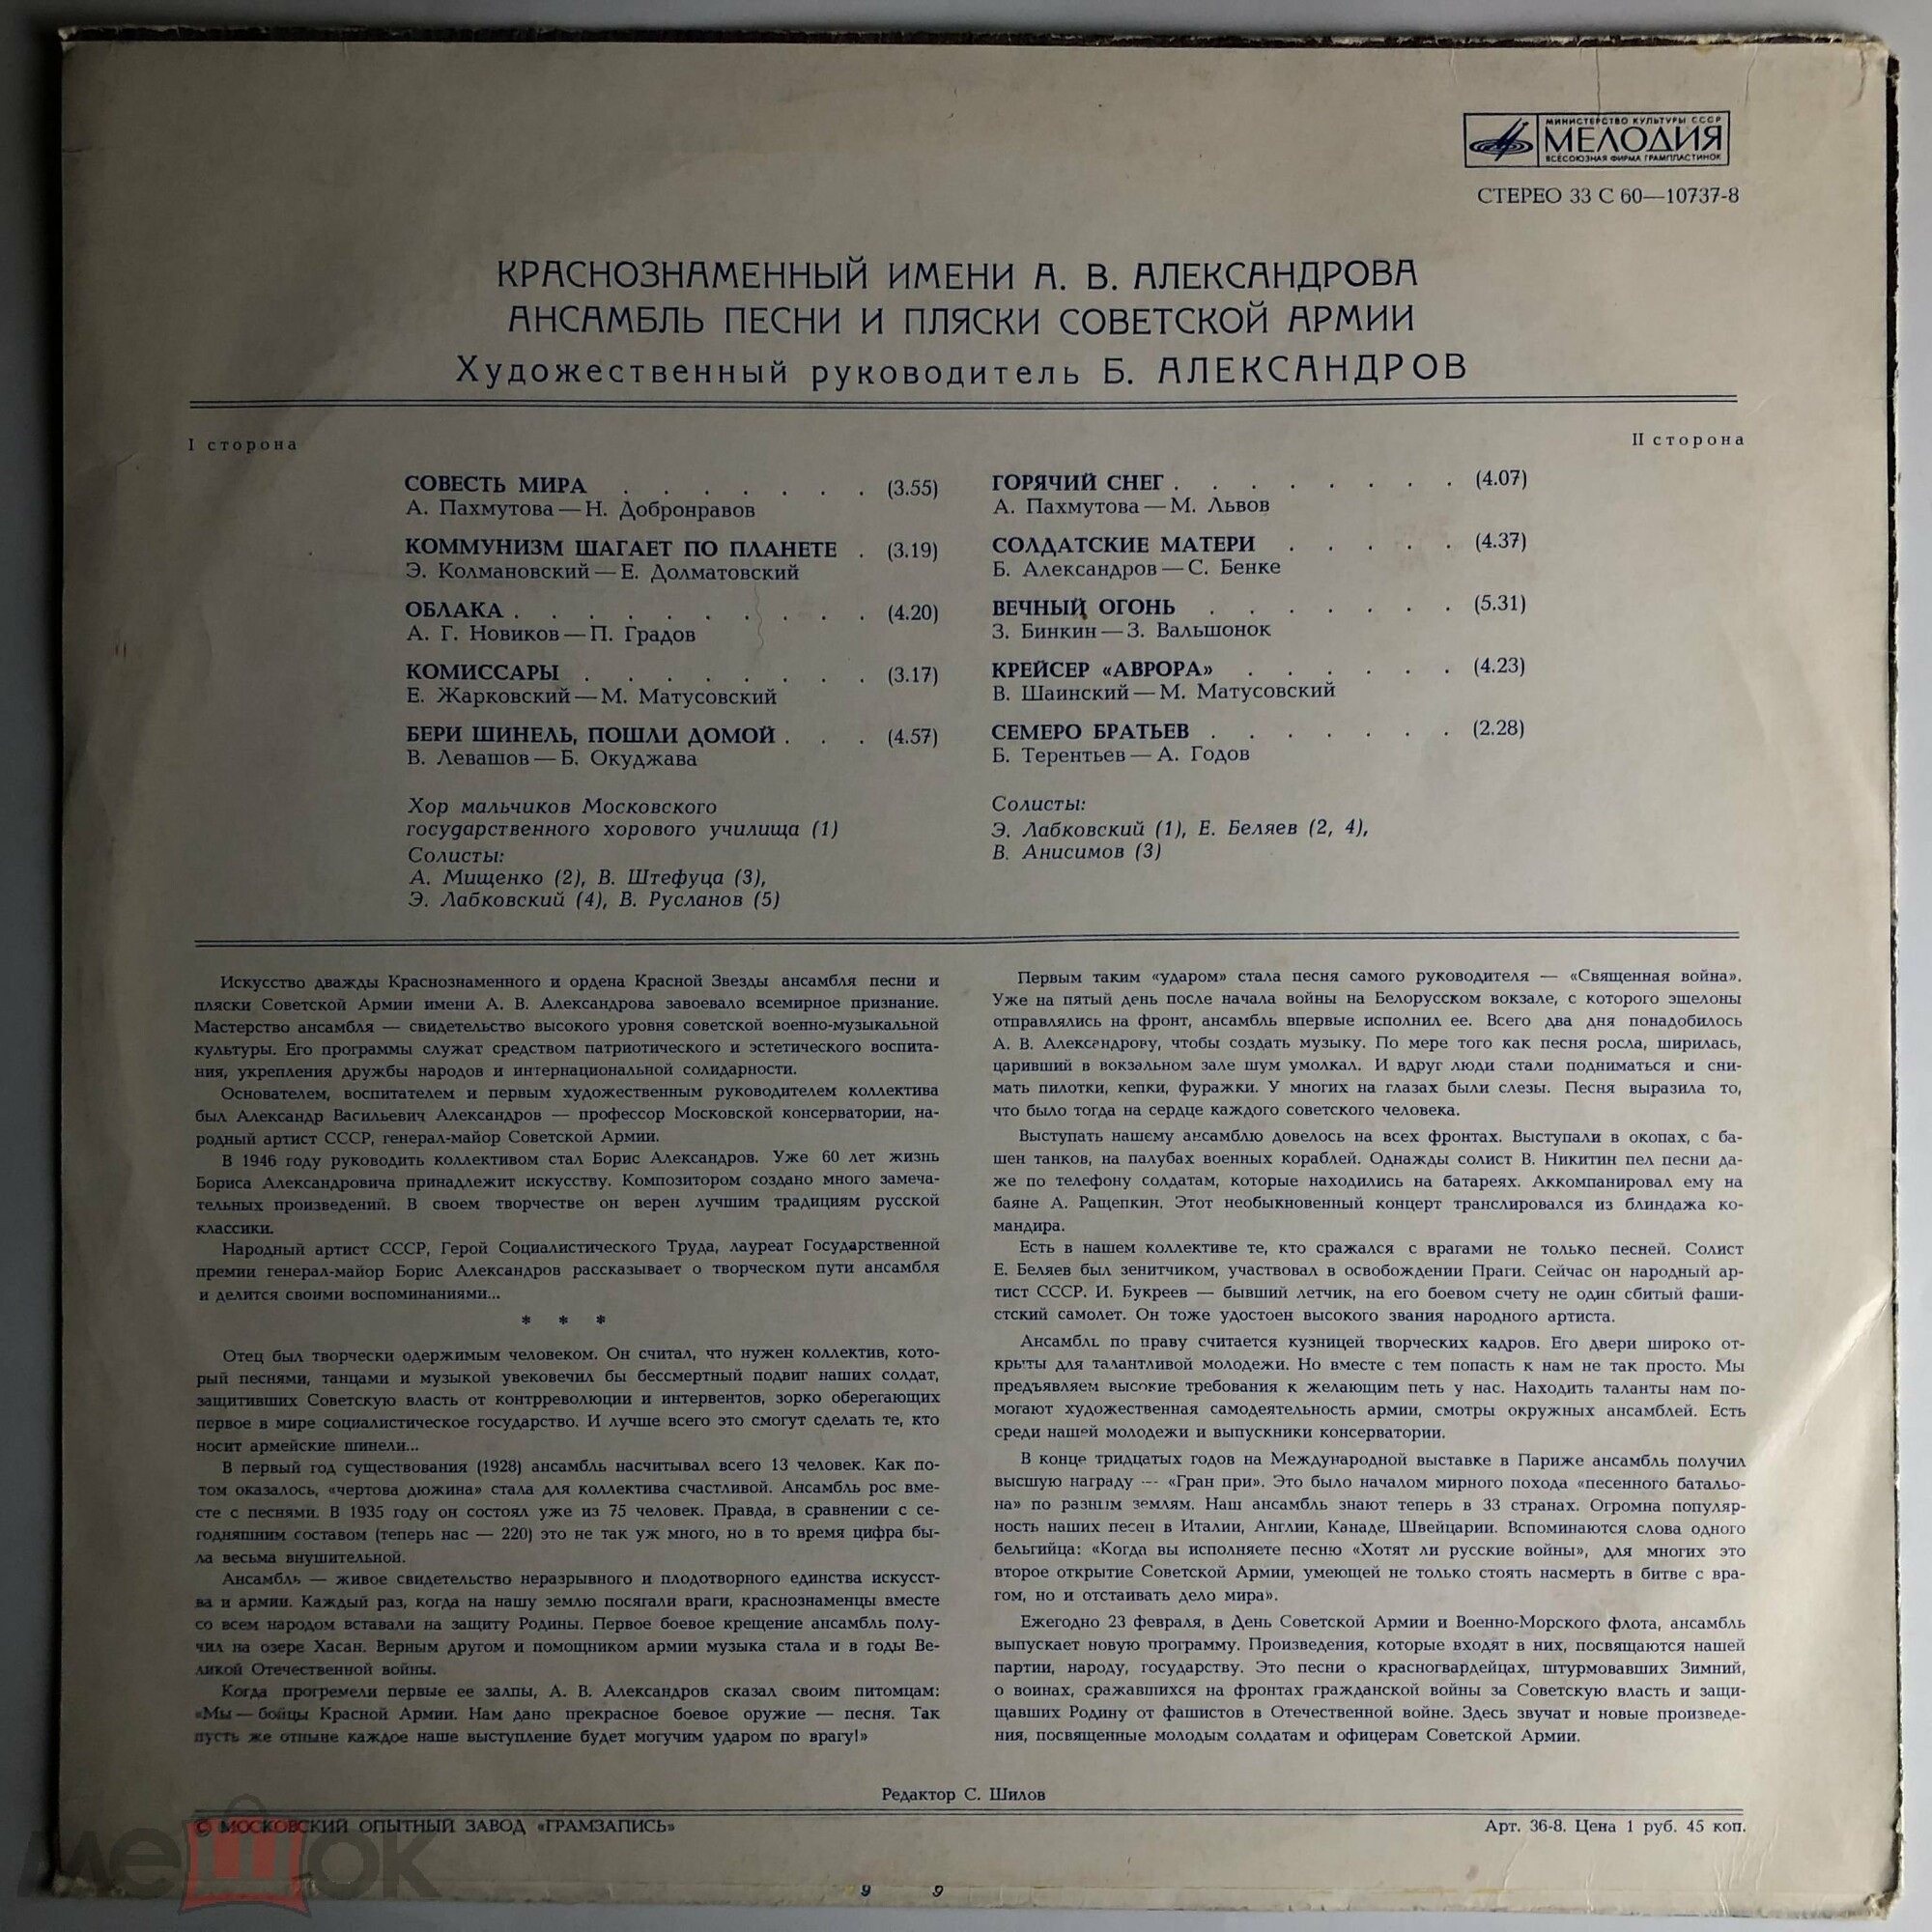 МИНИСТЕРСТВО КУЛЬТУРЫ СССР
МЕЛОДИЯ
ВСЕСОЮЗНАЯ ФИРМА ГРАМПЛАСТИНОК
СТЕРЕО 33 С 60—10737-8
КРАСНОЗНАМЕННЫЙ ИМЕНИ А. В. АЛЕКСАНДРОВА
АНСАМБЛЬ ПЕСНИ И ПЛЯСКИ СОВЕТСКОЙ АРМИИ
Художественный руководитель Б. АЛЕКСАНДРОВ
I сторона
СОВЕСТЬ МИРА . . . . . . . (3.55)
А. Пахмутова — Н. Добронравов
КОММУНИЗМ ШАГАЕТ ПО ПЛАНЕТЕ . (3.19)
Э. Колмановский — Е. Долматовский
ОБЛАКА . . . . . . . . . . (4.20)
А. Г. Новиков — П. Градов
КОМИССАРЫ . . . . . . . . (3.17)
Е. Жарковский — М. Матусовский
БЕРИ ШИНЕЛЬ, ПОШЛИ ДОМОЙ . . . (4.57)
В. Левашов — Б. Окуджава
Хор мальчиков Московского
государственного хорового училища (1)
Солисты:
А. Мищенко (2), В. Штефуца (3),
Э. Лабковский (4), В. Русланов (5)
II сторона
ГОРЯЧИЙ СНЕГ . . . . . . . . (4.07)
А. Пахмутова — М. Львов
СОЛДАТСКИЕ МАТЕРИ . . . . . (4.37)
Б. Александров — С. Бенке
ВЕЧНЫЙ ОГОНЬ . . . . . . . (5.31)
З. Бинкин — З. Вальшонок
КРЕЙСЕР «АВРОРА» . . . . . . (4.23)
В. Шаинский — М. Матусовский
СЕМЕРО БРАТЬЕВ . . . . . . . (2.28)
Б. Терентьев — А. Годов
Солисты:
Э. Лабковский (1), Е. Беляев (2, 4),
В. Анисимов (3)
Искусство дважды Краснознаменного и ордена Красной Звезды ансамбля песни и
пляски Советской Армии имени А. В. Александрова завоевало всемирное признание.
Мастерство ансамбля — свидетельство высокого уровня советской военно-музыкальной
культуры. Его программы служат средством патриотического и эстетического воспита-
ния, укрепления дружбы народов и интернациональной солидарности.
Основателем, воспитателем и первым художественным руководителем коллектива
был Александр Васильевич Александров — профессор Московской консерватории, на-
родный артист СССР, генерал-майор Советской Армии.
В 1946 году руководить коллективом стал Борис Александров. Уже 60 лет жизнь
Бориса Александровича принадлежит искусству. Композитором создано много замеча-
тельных произведений. В своем творчестве он верен лучшим традициям русской
классики.
Народный артист СССР, Герой Социалистического Труда, лауреат Государственной
премии генерал-майор Борис Александров рассказывает о творческом пути ансамбля
и делится своими воспоминаниями...
* * *
Отец был творчески одержимым человеком. Он считал, что нужен коллектив, кото-
рый песнями, танцами и музыкой увековечил бы бессмертный подвиг наших солдат,
защитивших Советскую власть от контрреволюции и интервентов, зорко оберегающих
первое в мире социалистическое государство. И лучше всего это смогут сделать те, кто
носит армейские шинели...
В первый год существования (1928) ансамбль насчитывал всего 13 человек. Как по-
том оказалось, «чертова дюжина» стала для коллектива счастливой. Ансамбль рос вме-
сте с песнями. В 1935 году он состоял уже из 75 человек. Правда, в сравнении с се-
годняшним составом (теперь нас — 220) это не так уж много, но в то время цифра бы-
ла весьма внушительной.
Ансамбль — живое свидетельство неразрывного и плодотворного единства искусст-
ва и армии. Каждый раз, когда на нашу землю посягали враги, краснознаменцы вместе
со всем народом вставали на защиту Родины. Первое боевое крещение ансамбль полу-
чил на озере Хасан. Верным другом и помощником армии музыка стала и в годы Ве-
ликой Отечественной войны.
Когда прогремели первые ее залпы, А. В. Александров сказал своим питомцам:
«Мы — бойцы Красной Армии. Нам дано прекрасное боевое оружие — песня. Так
пусть же отныне каждое наше выступление будет могучим ударом по врагу!»
Первым таким «ударом» стала песня самого руководителя — «Священная война».
Уже на пятый день после начала войны на Белорусском вокзале, с которого эшелоны
отправлялись на фронт, ансамбль впервые исполнил ее. Всего два дня понадобилось
А. В. Александрову, чтобы создать музыку. По мере того как песня росла, ширилась,
царивший в вокзальном зале шум умолкал. И вдруг люди стали подниматься и сни-
мать пилотки, кепки, фуражки. У многих на глазах были слезы. Песня выразила то,
что было тогда на сердце каждого советского человека.
Выступать нашему ансамблю довелось на всех фронтах. Выступали в окопах, с ба-
шен танков, на палубах военных кораблей. Однажды солист В. Никитин пел песни да-
же по телефону солдатам, которые находились на батареях. Аккомпанировал ему на
баяне А. Ращепкин. Этот необыкновенный концерт транслировался из блиндажа ко-
мандира.
Есть в нашем коллективе те, кто сражался с врагами не только песней. Солист
Е. Беляев был зенитчиком, участвовал в освобождении Праги. Сейчас он народный ар-
тист СССР. И. Букреев — бывший летчик, на его боевом счету не один сбитый фаши-
стский самолет. Он тоже удостоен высокого звания народного артиста.
Ансамбль по праву считается кузницей творческих кадров. Его двери широко от-
крыты для талантливой молодежи. Но вместе с тем попасть к нам не так просто. Мы
предъявляем высокие требования к желающим петь у нас. Находить таланты нам по-
могают художественная самодеятельность армии, смотры окружных ансамблей. Есть
среди нашей молодежи и выпускники консерватории.
В конце тридцатых годов на Международной выставке в Париже ансамбль получил
высшую награду — «Гран при». Это было началом мирного похода «песенного батальо-
на» по разным землям. Наш ансамбль знают теперь в 33 странах. Огромна популяр-
ность наших песен в Италии, Англии, Канаде, Швейцарии. Вспоминаются слова одного
бельгийца: «Когда вы исполняете песню «Хотят ли русские войны», для многих это
второе открытие Советской Армии, умеющей не только стоять насмерть в битве с вра-
гом, но и отстаивать дело мира».
Ежегодно 23 февраля, в День Советской Армии и Военно-Морского флота, ансамбль
выпускает новую программу. Произведения, которые входят в них, посвящаются нашей
партии, народу, государству. Это песни о красногвардейцах, штурмовавших Зимний,
о воинах, сражавшихся на фронтах гражданской войны за Советскую власть и защи-
щавших Родину от фашистов в Отечественной войне. Здесь звучат и новые произведе-
ния, посвященные молодым солдатам и офицерам Советской Армии.
Редактор С. Шилов
© МОСКОВСКИЙ ОПЫТНЫЙ ЗАВОД «ГРАМЗАПИСЬ»
Арт. 36-8. Цена 1 руб. 45 коп.
мешок
9 9